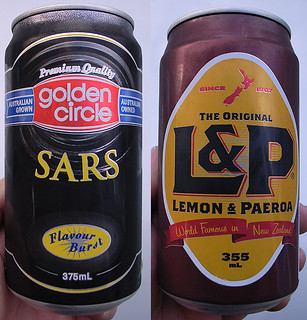 Premium Quality
AUSTRALIAN GROWN
golden circle
AUSTRALIAN OWNED
SARS
Flavour Burst
375mL
SINCE 1907
THE ORIGINAL
L&P
LEMON & PAEROA
World Famous in New Zealand
355
mL